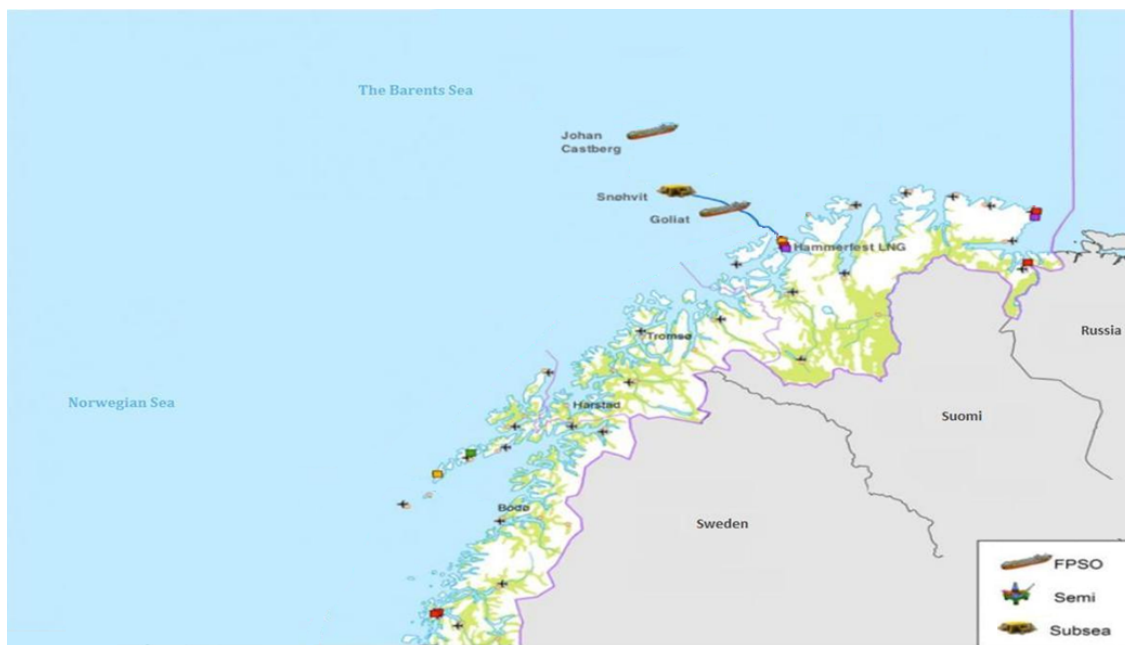 The Barents Sea
Johan
Castberg
Snøhvit
Goliat
Hammerfest LNG
Tromsø
Russia
Norwegian Sea
Harstad
Suomi
Bodø
Sweden
FPSO
Semi
Subsea